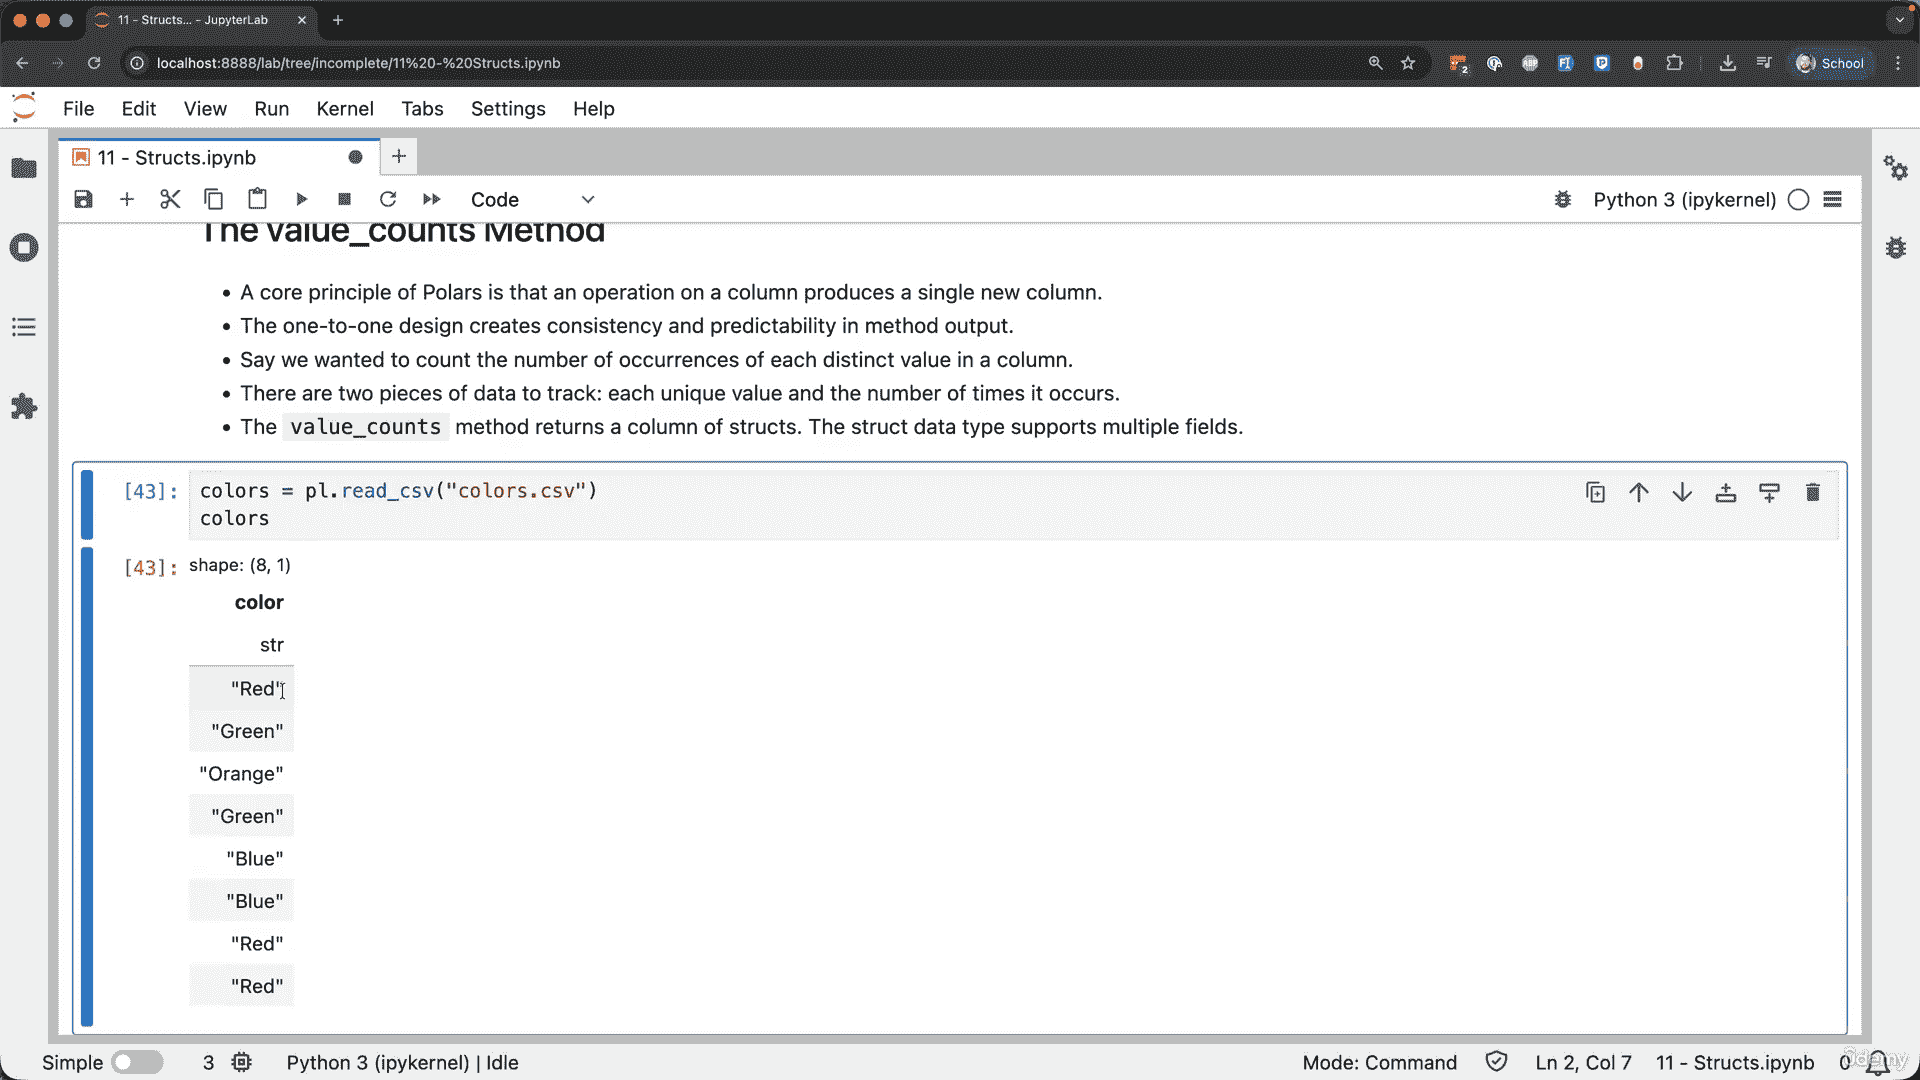 11 - Structs... - JupyterLab
localhost:8888/lab/tree/incomplete/11%20-%20Structs.ipynb
2
School
File Edit View Run Kernel Tabs Settings Help
11 - Structs.ipynb
Code
Python 3 (ipykernel)
The value_counts Method
• A core principle of Polars is that an operation on a column produces a single new column.
• The one-to-one design creates consistency and predictability in method output.
• Say we wanted to count the number of occurrences of each distinct value in a column.
• There are two pieces of data to track: each unique value and the number of times it occurs.
• The value_counts method returns a column of structs. The struct data type supports multiple fields.
[43]: colors = pl.read_csv("colors.csv")
colors
[43]: shape: (8, 1)
color
str
"Red"
"Green"
"Orange"
"Green"
"Blue"
"Blue"
"Red"
"Red"
Simple 3 Python 3 (ipykernel) | Idle Mode: Command Ln 2, Col 7 11 - Structs.ipynb 0
Udemy